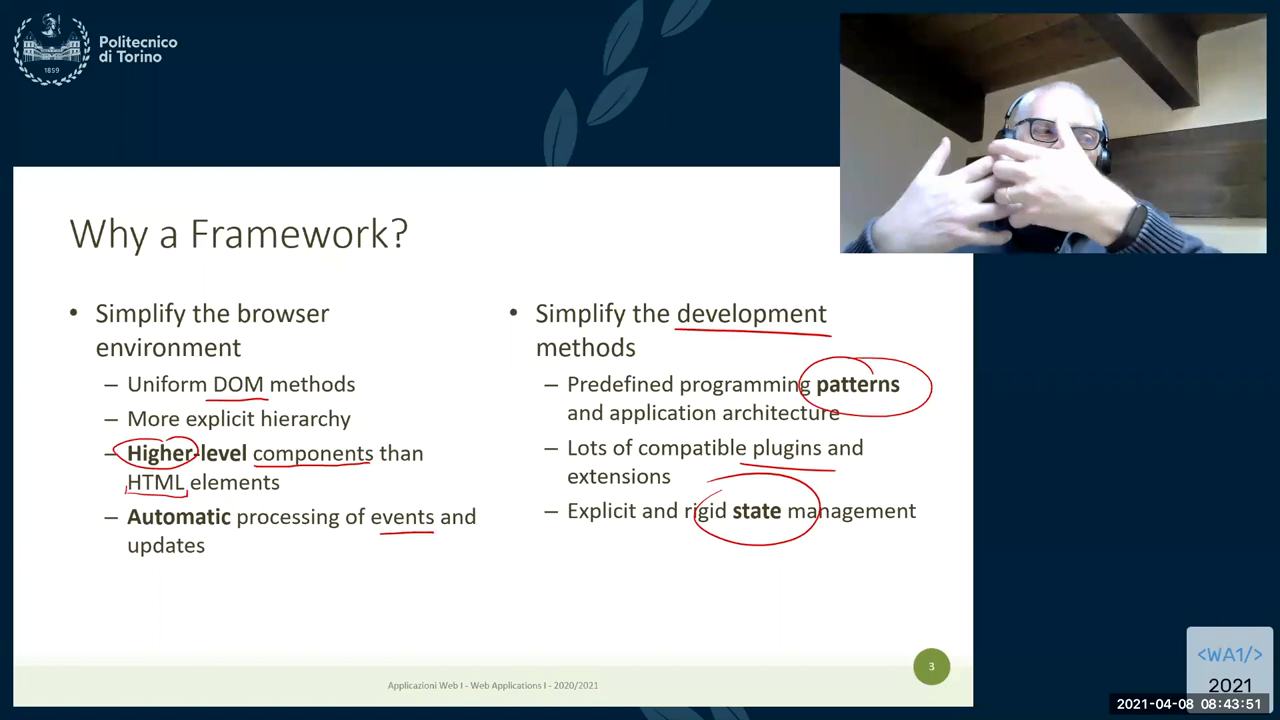 Politecnico
di Torino
1859
Why a Framework?
• Simplify the browser
environment
– Uniform DOM methods
– More explicit hierarchy
– Higher-level components than
HTML elements
– Automatic processing of events and
updates
• Simplify the development
methods
– Predefined programming patterns
and application architecture
– Lots of compatible plugins and
extensions
– Explicit and rigid state management
Applicazioni Web I - Web Applications I - 2020/2021
3
<WA1/>
2021
2021-04-08 08:43:51